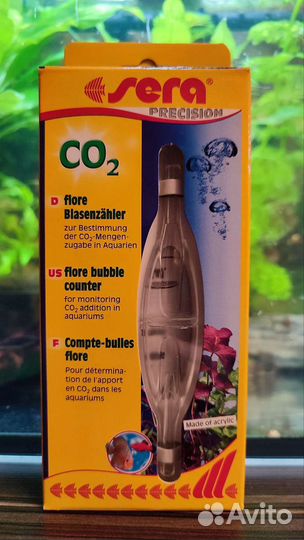 sera®
PRECISION
CO2
D flore
Blasenzähler
zur Bestimmung
der CO2-Mengen-
zugabe in Aquarien
US flore bubble
counter
for monitoring
CO2 addition in
aquariums
F Compte-bulles
flore
Pour détermina-
tion de l'apport
en CO2 dans les
aquariums
Made of acrylic
Avito